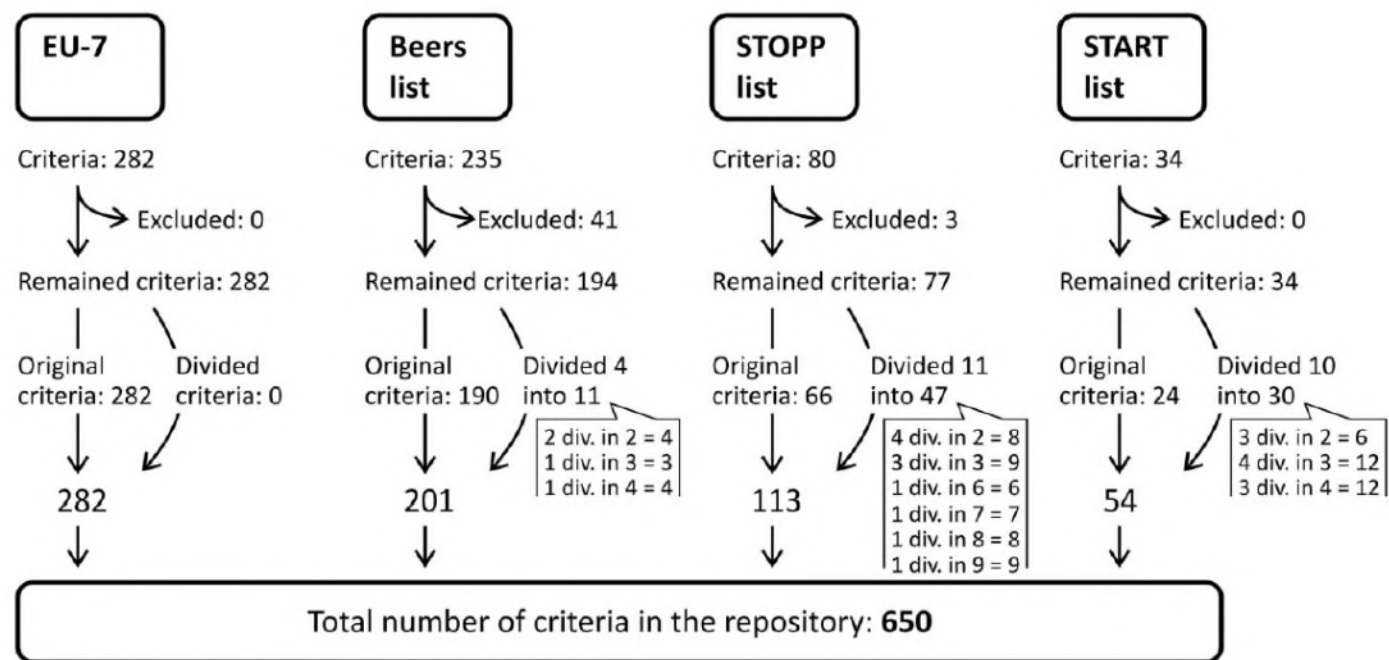 EU-7
Beers
list
STOPP
list
START
list
Criteria: 282
Criteria: 235
Criteria: 80
Criteria: 34
Excluded: 0
Excluded: 41
Excluded: 3
Excluded: 0
Remained criteria: 282
Remained criteria: 194
Remained criteria: 77
Remained criteria: 34
Original
criteria: 282
Divided
criteria: 0
Original
criteria: 190
Divided 4
into 11
Original
criteria: 66
Divided 11
into 47
Original
criteria: 24
Divided 10
into 30
2 div. in 2 = 4
1 div. in 3 = 3
1 div. in 4 = 4
4 div. in 2 = 8
3 div. in 3 = 9
1 div. in 6 = 6
1 div. in 7 = 7
1 div. in 8 = 8
1 div. in 9 = 9
3 div. in 2 = 6
4 div. in 3 = 12
3 div. in 4 = 12
282
201
113
54
Total number of criteria in the repository: 650